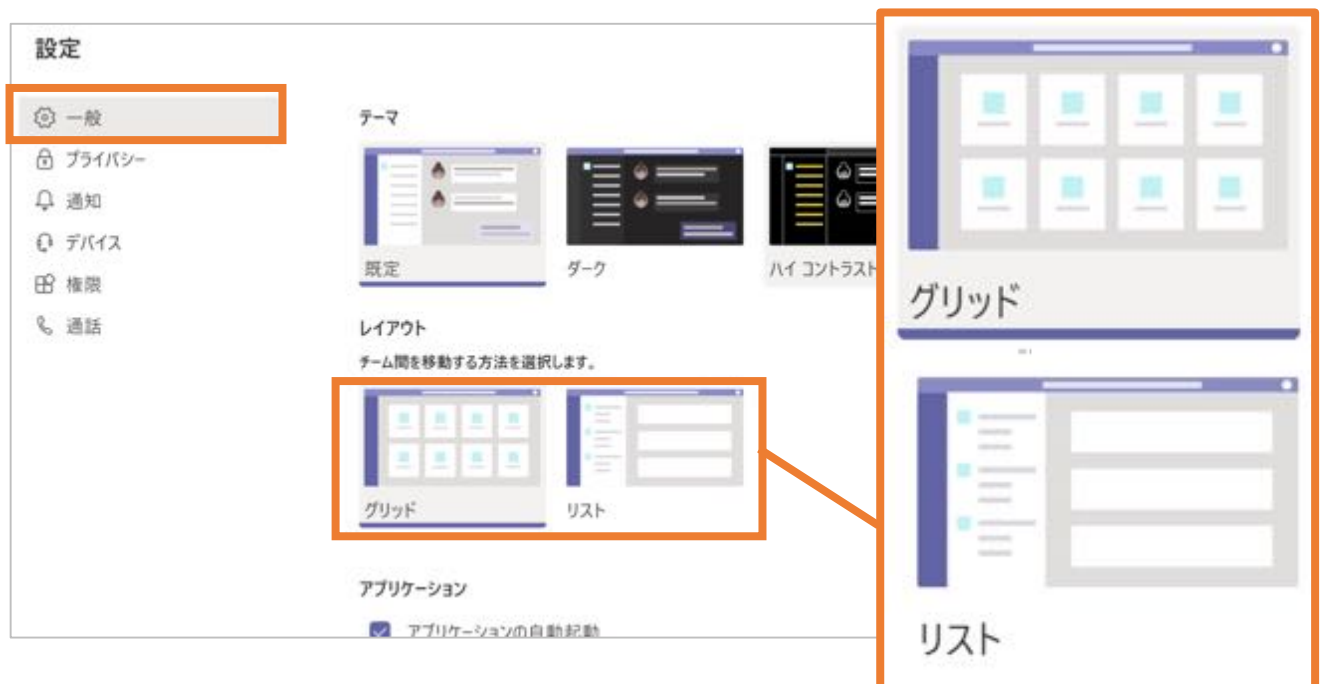 設定
一般
プライバシー
通知
デバイス
権限
通話
テーマ
既定
ダーク
ハイ コントラスト
レイアウト
チーム間を移動する方法を選択します。
グリッド
リスト
アプリケーション
アプリケーションの自動起動
グリッド
リスト